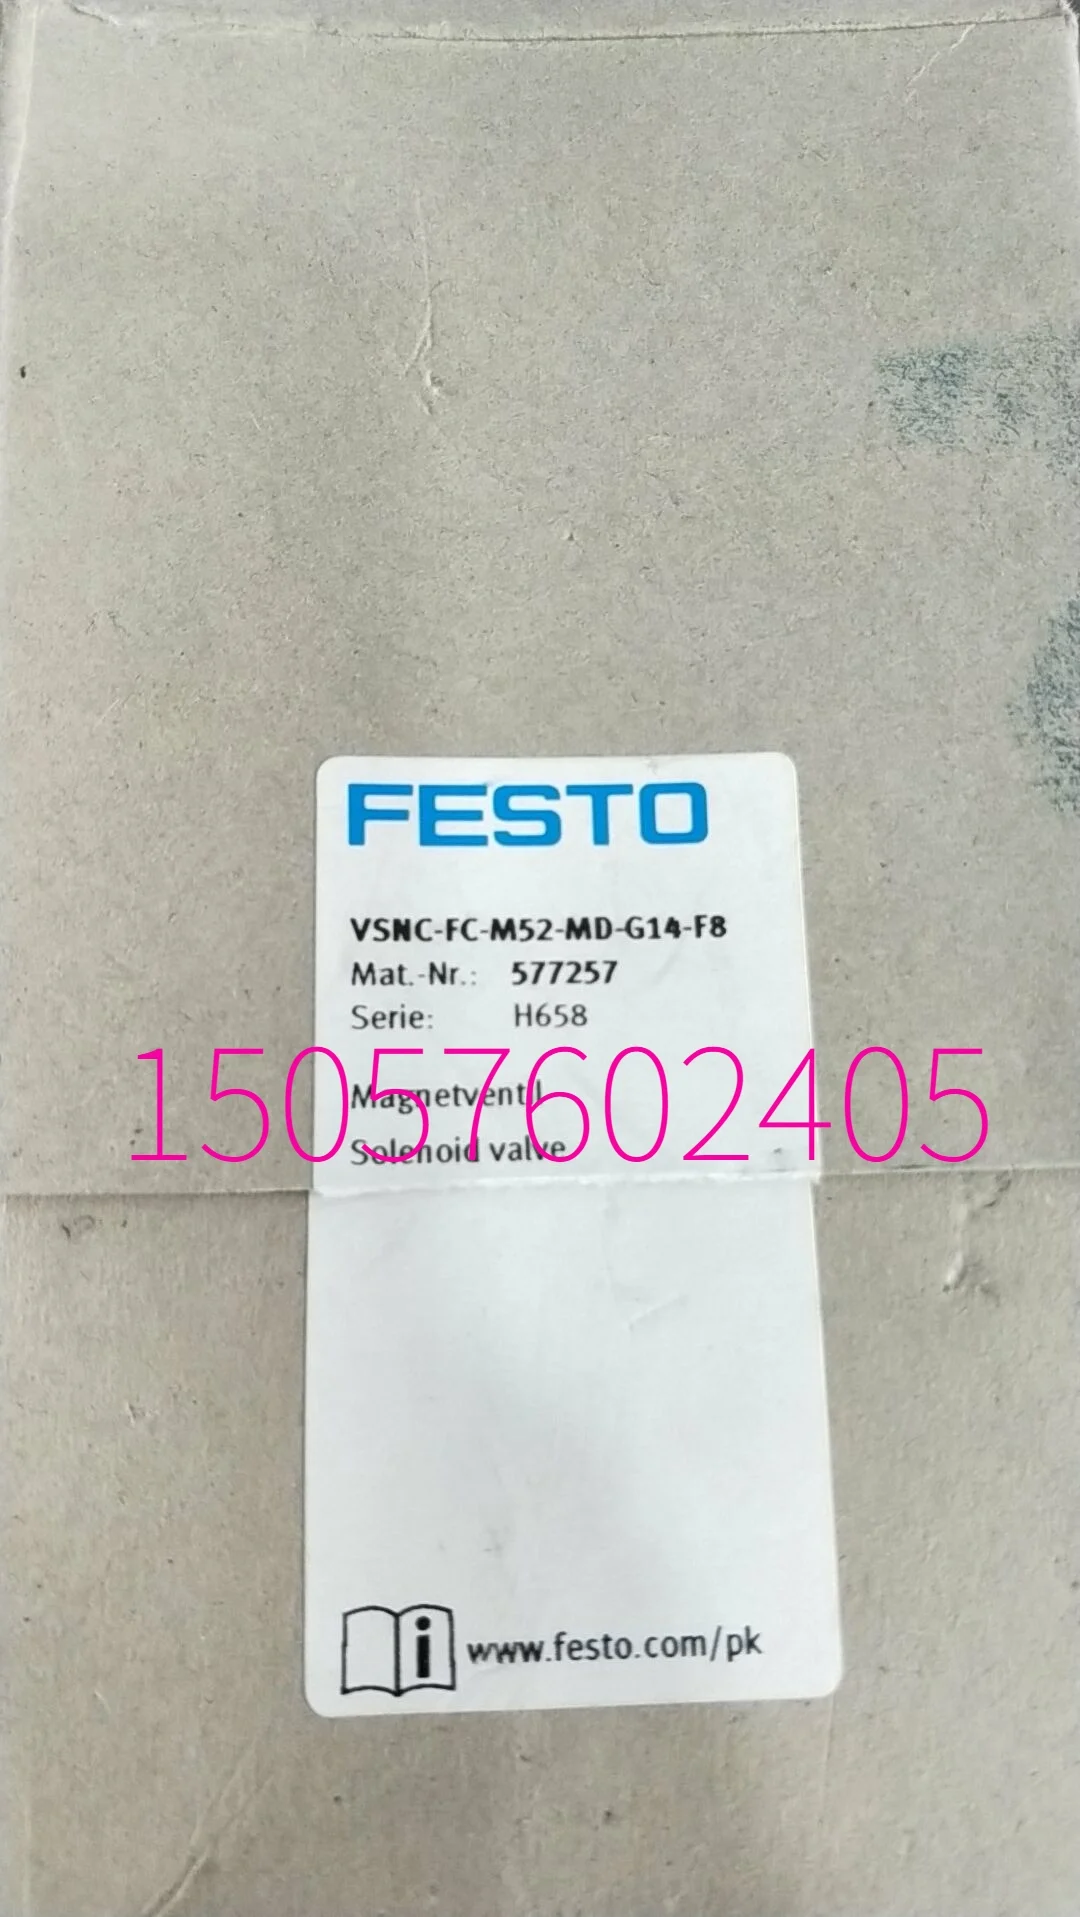 FESTO
VSNC-FC-M52-MD-G14-F8
Mat.-Nr.: 577257
Serie: H658
15057602405
Magnetventil
Solenoid valve
i www.festo.com/pk